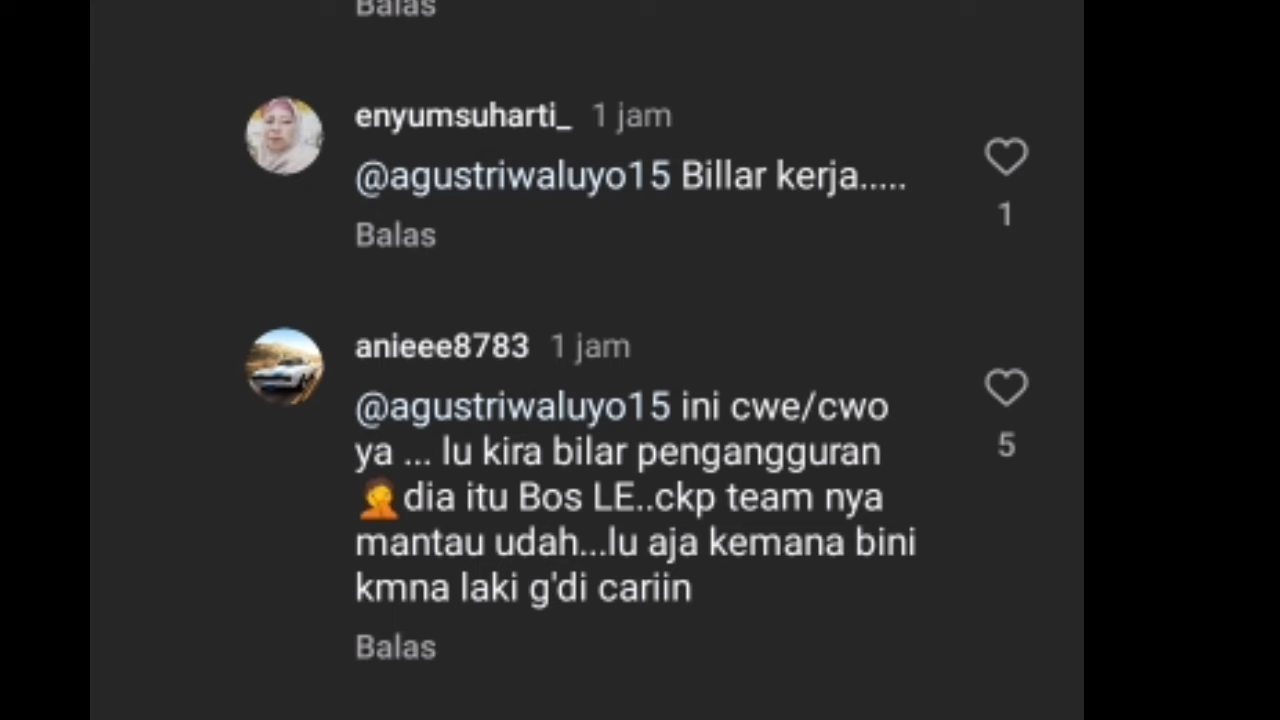 Balas
enyumsuharti_ 1 jam
@agustriwaluyo15 Billar kerja.....
1
Balas
anieee8783 1 jam
@agustriwaluyo15 ini cwe/cwo
ya ... lu kira bilar pengangguran
🤦dia itu Bos LE..ckp team nya
mantau udah...lu aja kemana bini
kmna laki g'di cariin
5
Balas